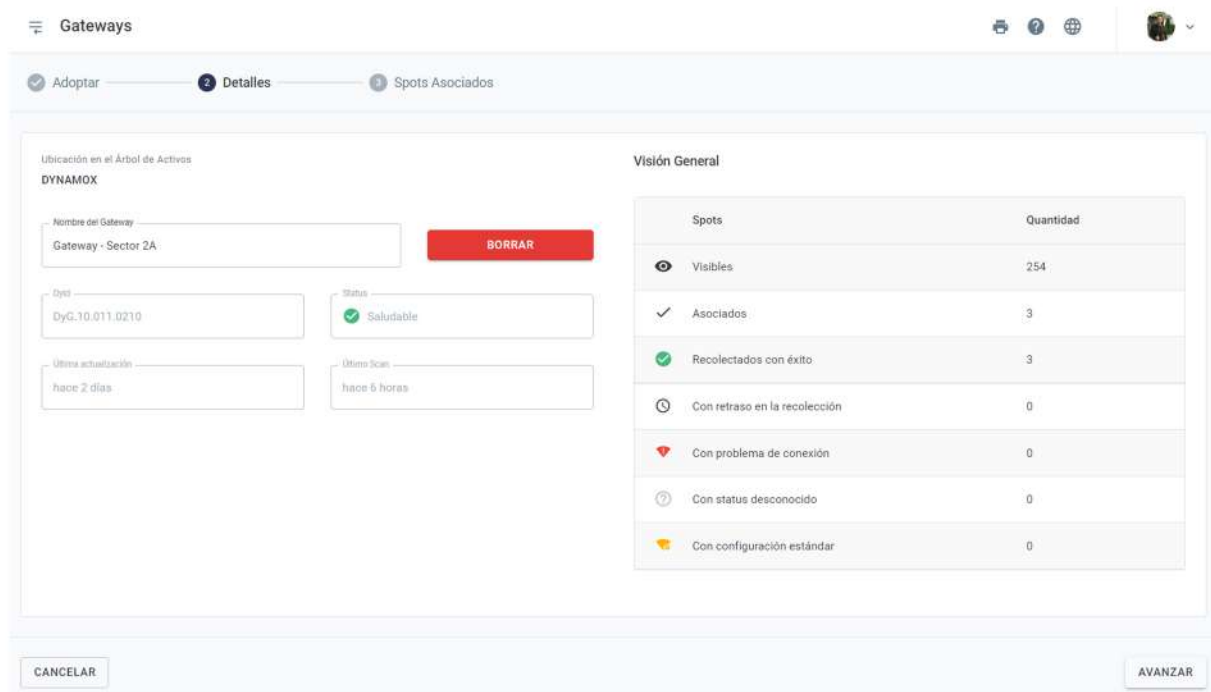 Gateways
Adoptar
2 Detalles
3 Spots Asociados
Ubicación en el Árbol de Activos
DYNAMOX
Nombre del Gateway
Gateway - Sector 2A
BORRAR
DyId
DyG.10.011.0210
Status
Saludable
Última actualización
hace 2 días
Último Scan
hace 6 horas
Visión General
Spots Quantidad
Visibles 254
Asociados 3
Recolectados con éxito 3
Con retraso en la recolección 0
Con problema de conexión 0
Con status desconocido 0
Con configuración estándar 0
CANCELAR
AVANZAR